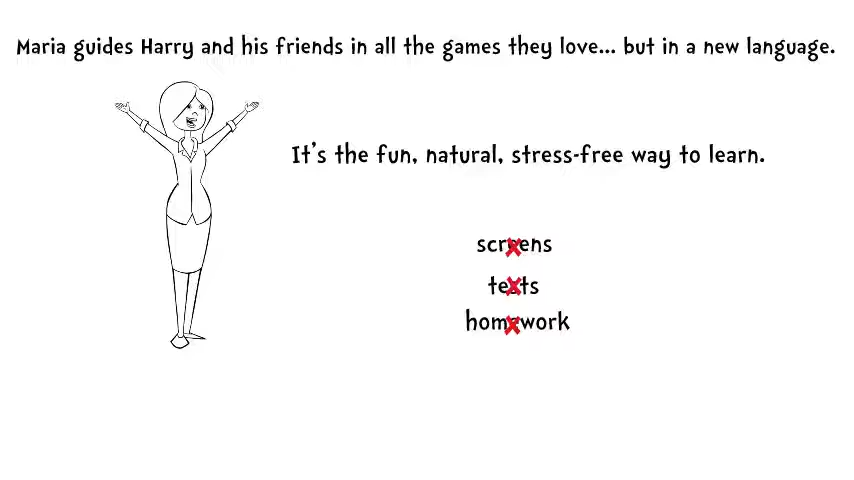 Maria guides Harry and his friends in all the games they love... but in a new language.
It's the fun, natural, stress-free way to learn.
screens
tests
homework